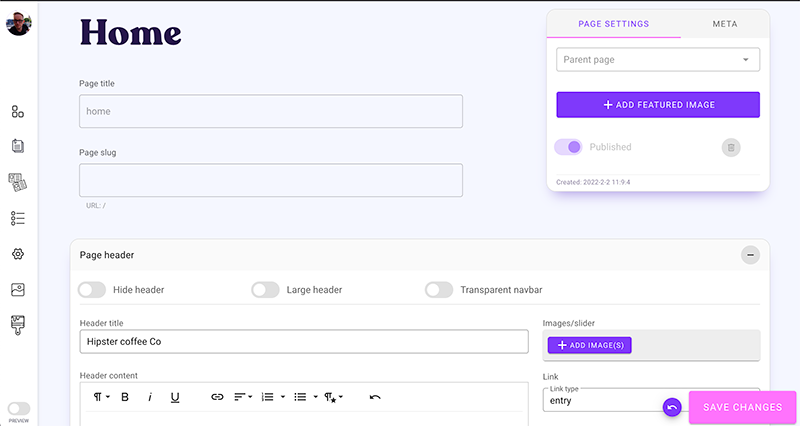 Home
Page title
home
Page slug
URL: /
PAGE SETTINGS
META
Parent page
ADD FEATURED IMAGE
Published
Created: 2022-2-2 11:9:4
Page header
Hide header
Large header
Transparent navbar
Header title
Hipster coffee Co
Images/slider
ADD IMAGE(S)
Header content
B i U
Link
Link type
entry
SAVE CHANGES
PREVIEW